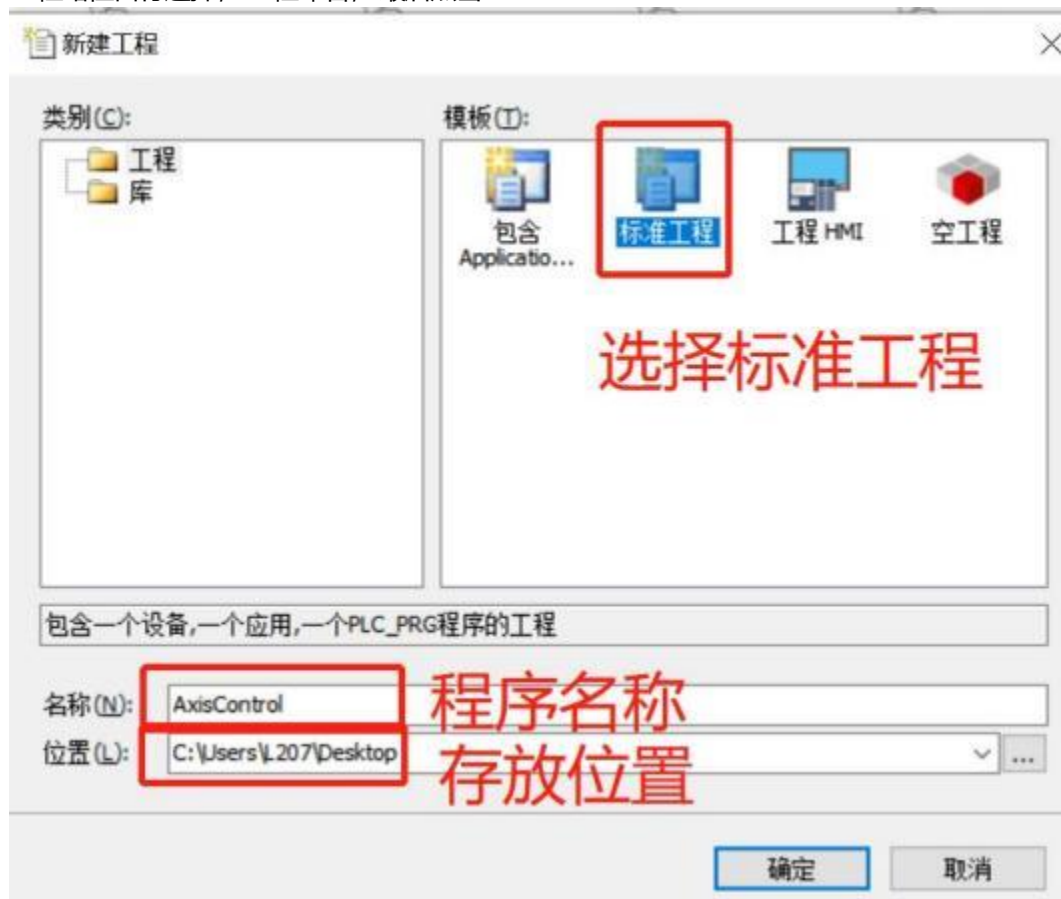 新建工程
类别(C):
模板(T):
工程
库
包含
Applicatio...
标准工程
工程 HMI
空工程
选择标准工程
包含一个设备,一个应用,一个PLC_PRG程序的工程
名称(N):
AxisControl
程序名称
位置(L):
C:\Users\L207\Desktop
...
存放位置
确定
取消